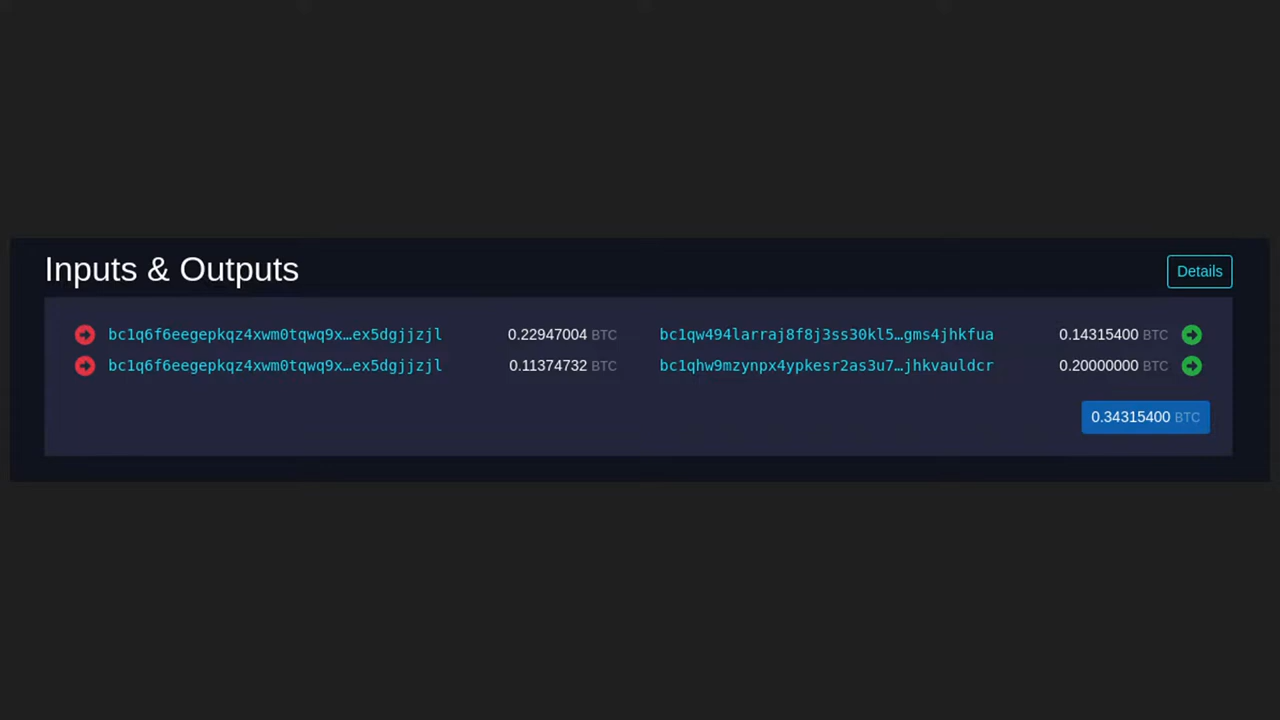 Inputs & Outputs
Details
bc1q6f6eegepkqz4xwm0tqwq9x…ex5dgjjzjl 0.22947004 BTC bc1qw494larraj8f8j3ss30kl5…gms4jhkfua 0.14315400 BTC
bc1q6f6eegepkqz4xwm0tqwq9x…ex5dgjjzjl 0.11374732 BTC bc1qhw9mzynpx4ypkesr2as3u7…jhkvauldcr 0.20000000 BTC
0.34315400 BTC